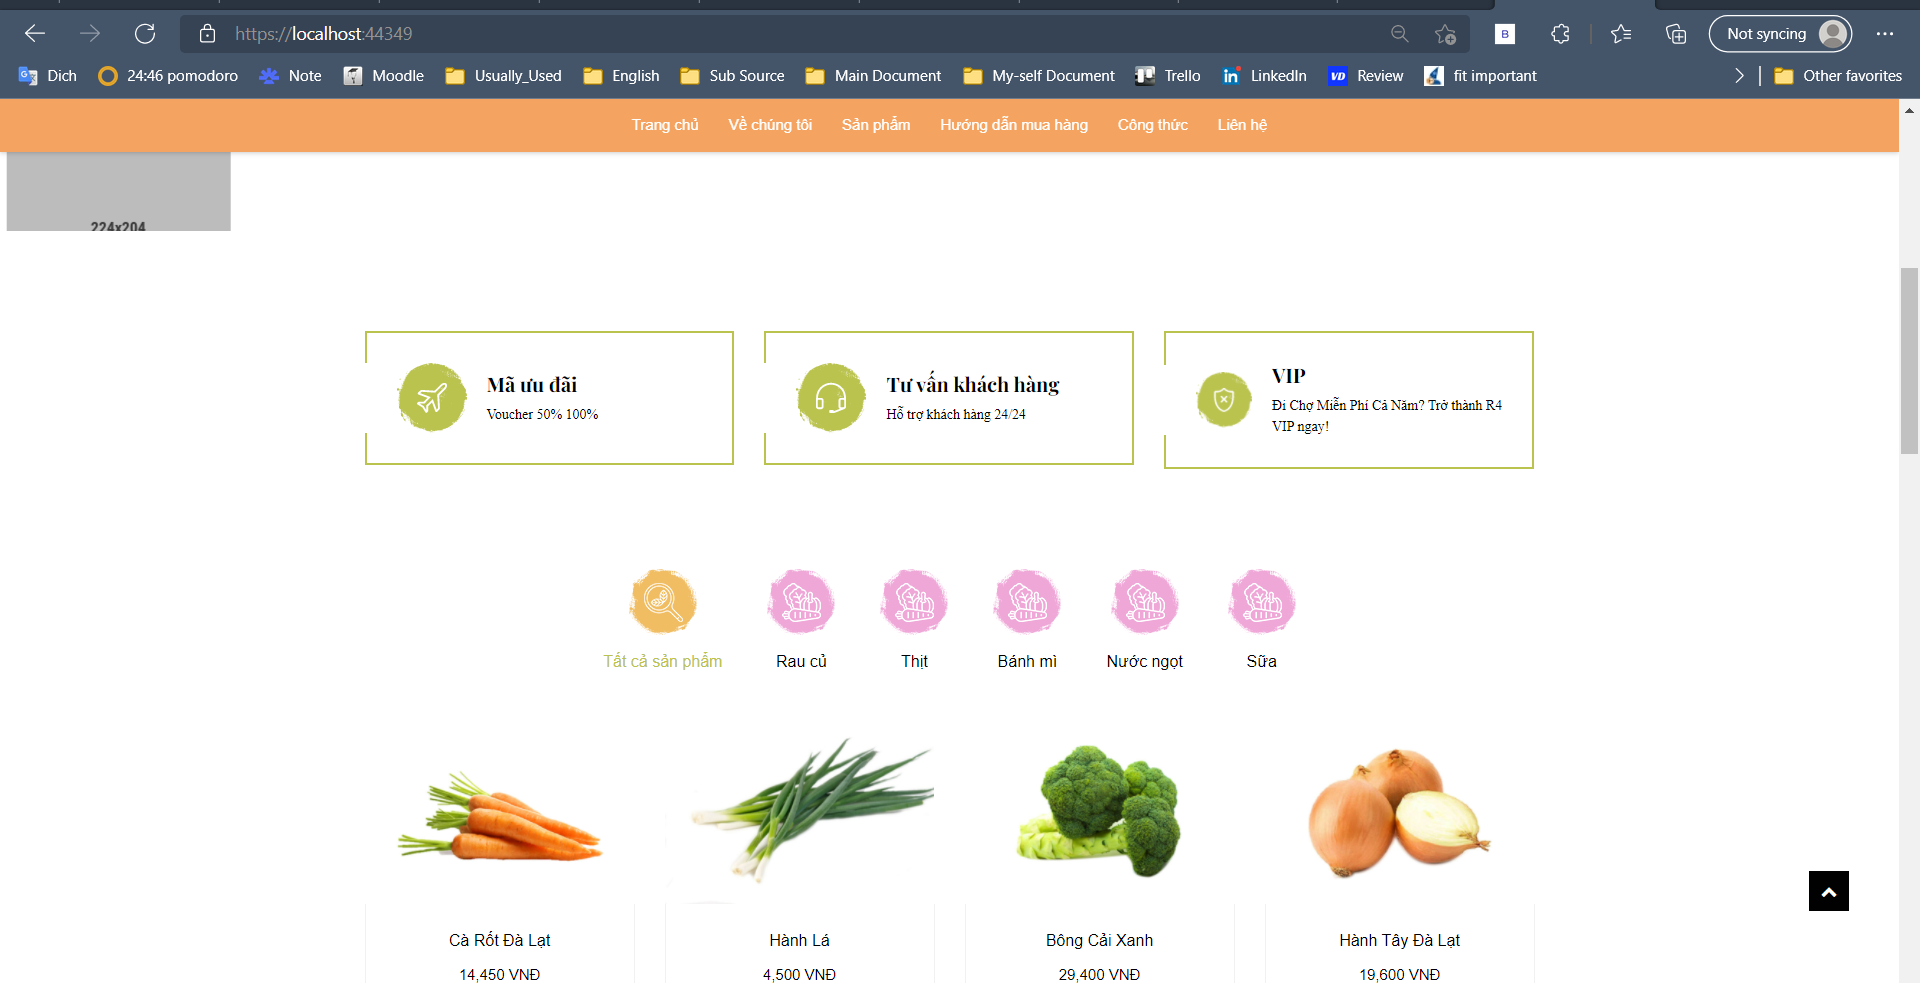 https://localhost:44349
B
Not syncing
Dich
24:46 pomodoro
Note
Moodle
Usually_Used
English
Sub Source
Main Document
My-self Document
Trello
LinkedIn
VD Review
fit important
Other favorites
Trang chủ
Về chúng tôi
Sản phẩm
Hướng dẫn mua hàng
Công thức
Liên hệ
224x204
Mã ưu đãi
Voucher 50% 100%
Tư vấn khách hàng
Hỗ trợ khách hàng 24/24
VIP
Đi Chợ Miễn Phí Cả Năm? Trở thành R4
VIP ngay!
Tất cả sản phẩm
Rau củ
Thịt
Bánh mì
Nước ngọt
Sữa
Cà Rốt Đà Lạt
14,450 VNĐ
Hành Lá
4,500 VNĐ
Bông Cải Xanh
29,400 VNĐ
Hành Tây Đà Lạt
19,600 VNĐ